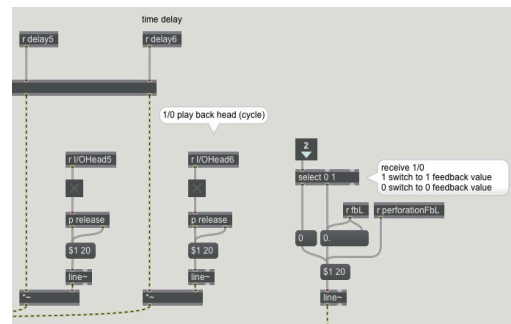 time delay
r delay5
r delay6
1/0 play back head (cycle)
2
r I/OHead5
r I/OHead6
select 0 1
receive 1/0
1 switch to 1 feedback value
0 switch to 0 feedback value
p release
p release
r fbL
r perforationFbL
0
0.
$1 20
$1 20
$1 20
line~
line~
line~
*~
*~